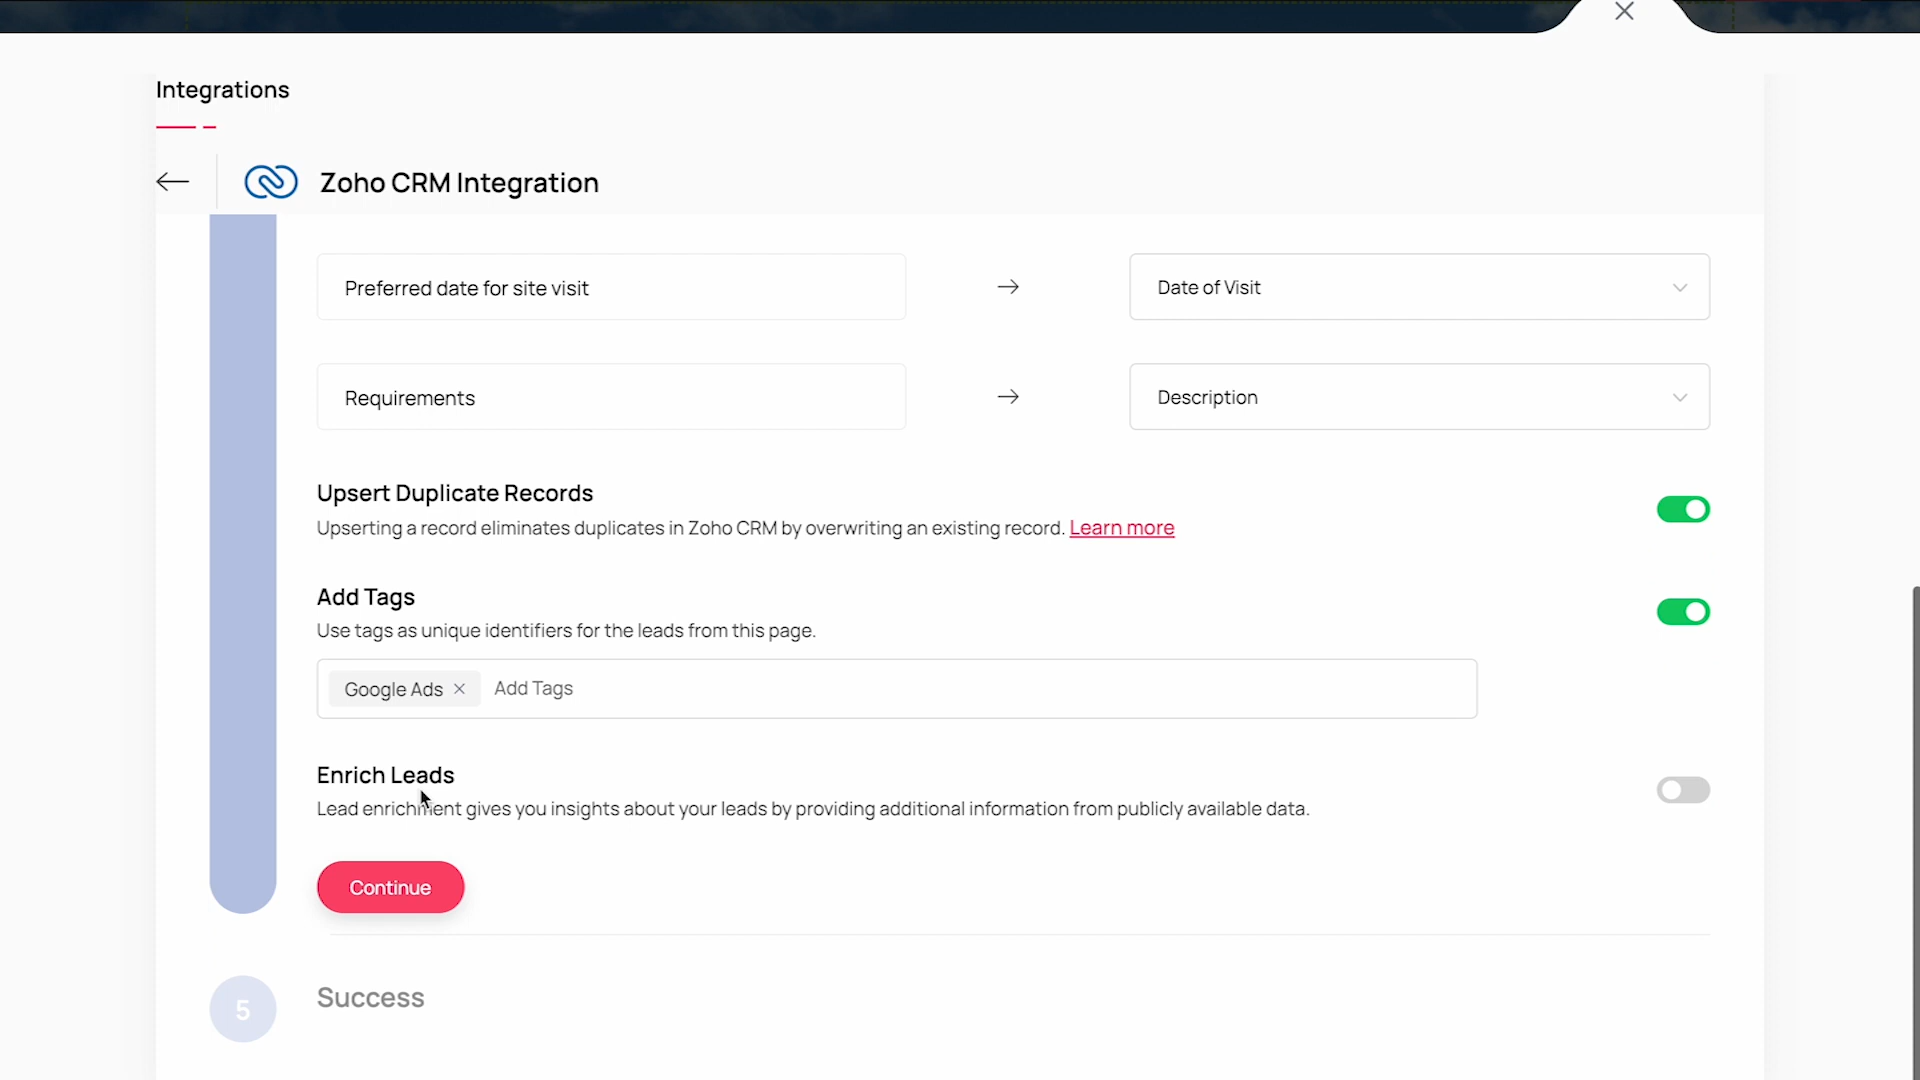 Integrations
Zoho CRM Integration
Preferred date for site visit
Date of Visit
Requirements
Description
Upsert Duplicate Records
Upserting a record eliminates duplicates in Zoho CRM by overwriting an existing record. Learn more
Add Tags
Use tags as unique identifiers for the leads from this page.
Google Ads Add Tags
Enrich Leads
Lead enrichment gives you insights about your leads by providing additional information from publicly available data.
Continue
5 Success